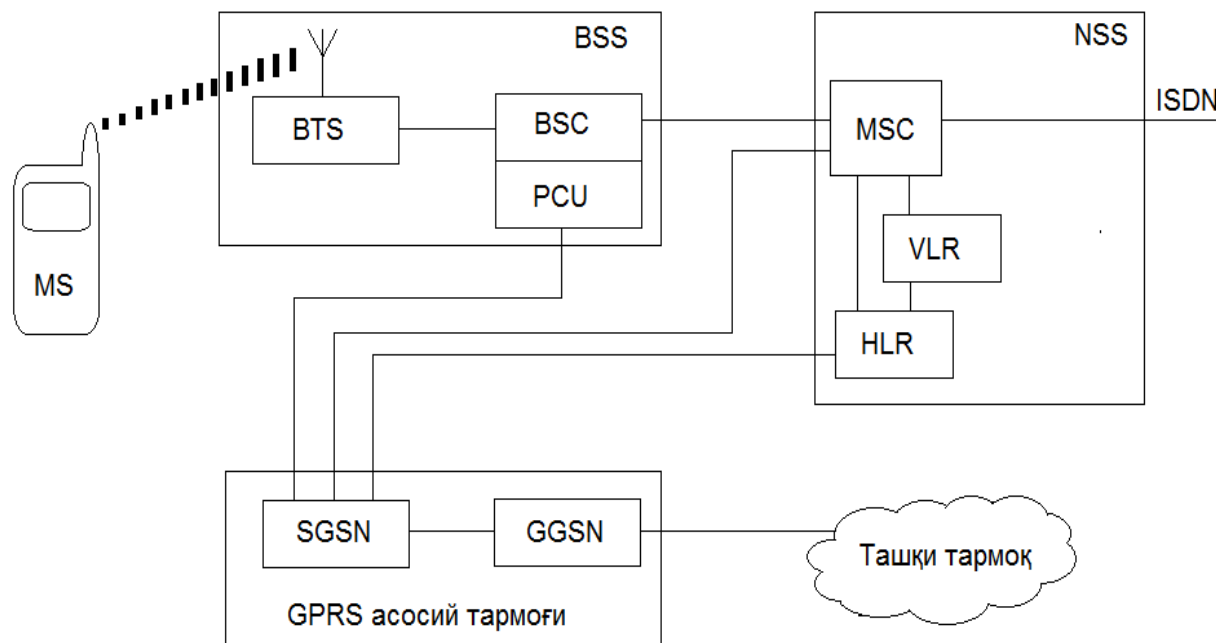 BSS
NSS
BTS
BSC
MSC
ISDN
PCU
VLR
MS
HLR
SGSN
GGSN
Ташқи тармоқ
GPRS асосий тармоғи